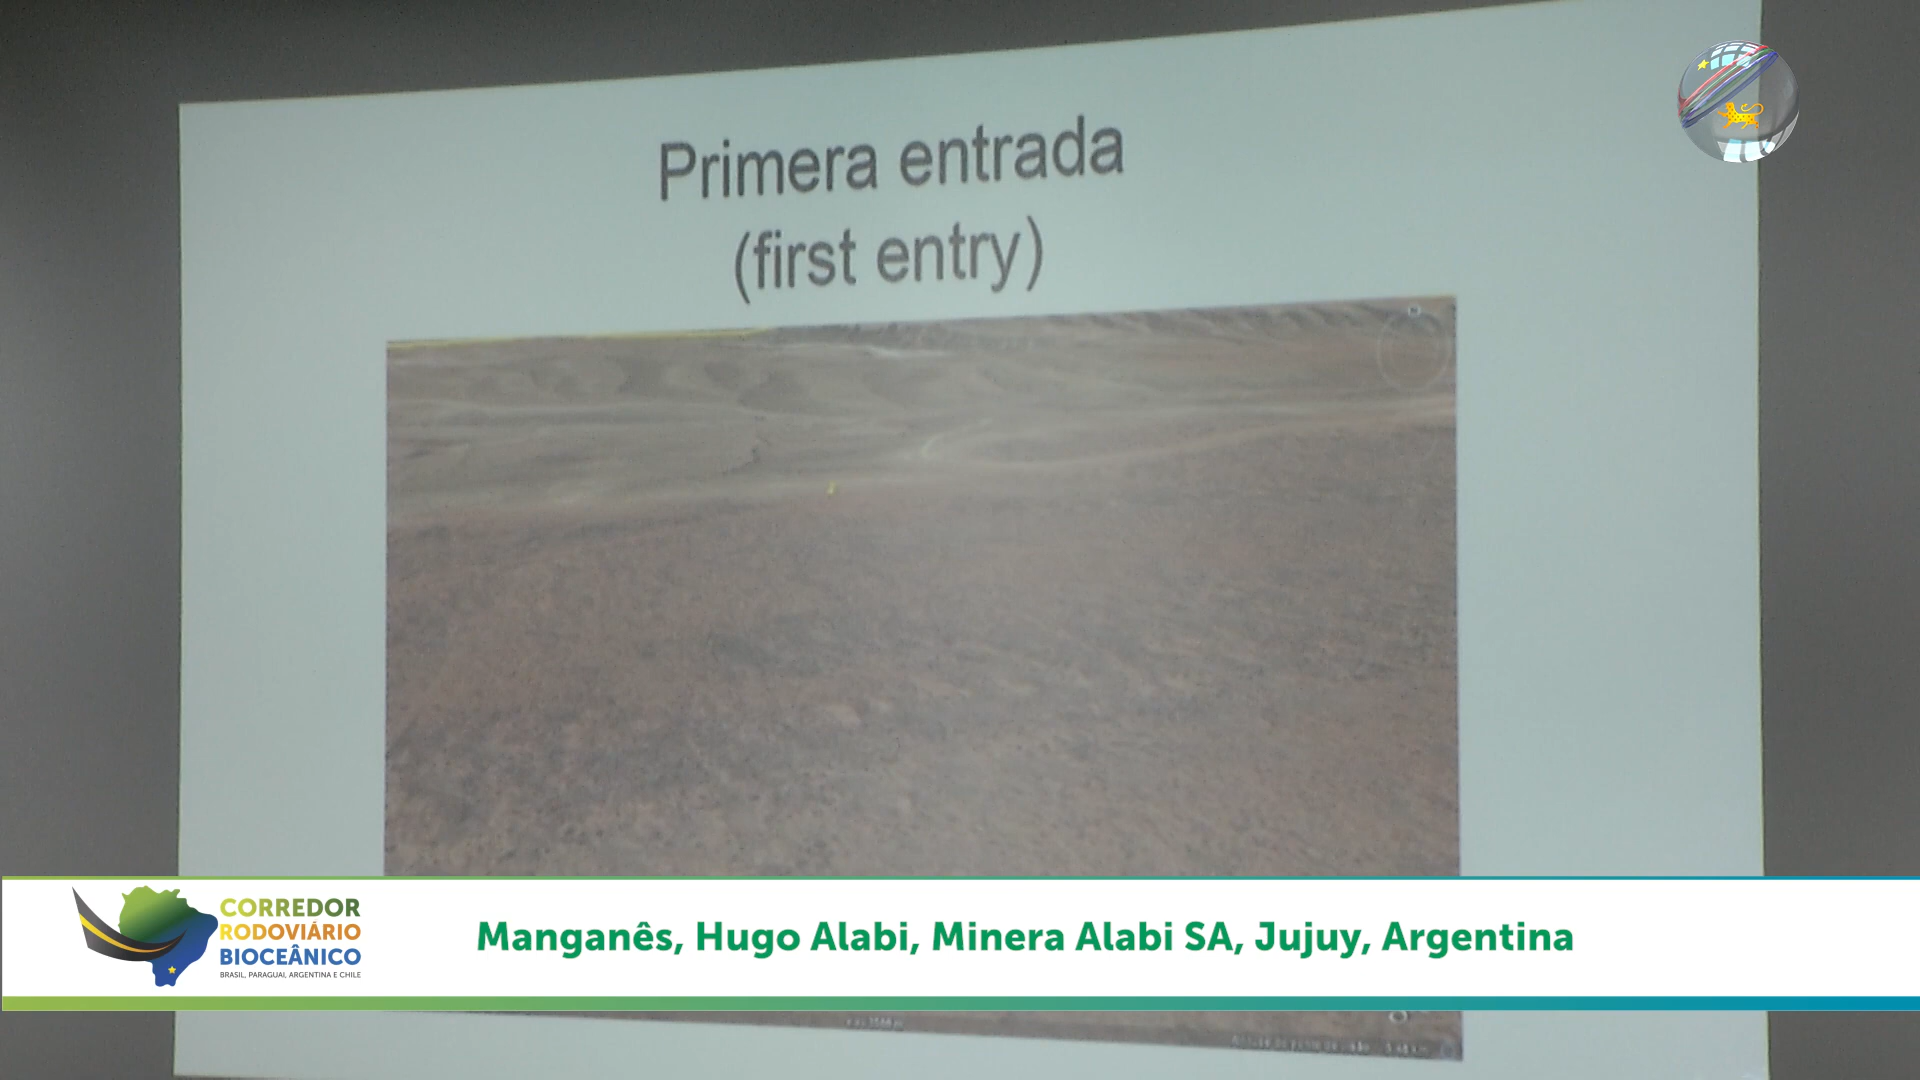 Primera entrada
(first entry)
CORREDOR
RODOVIÁRIO
BIOCEÂNICO
BRASIL, PARAGUAI, ARGENTINA E CHILE
Manganês, Hugo Alabi, Minera Alabi SA, Jujuy, Argentina